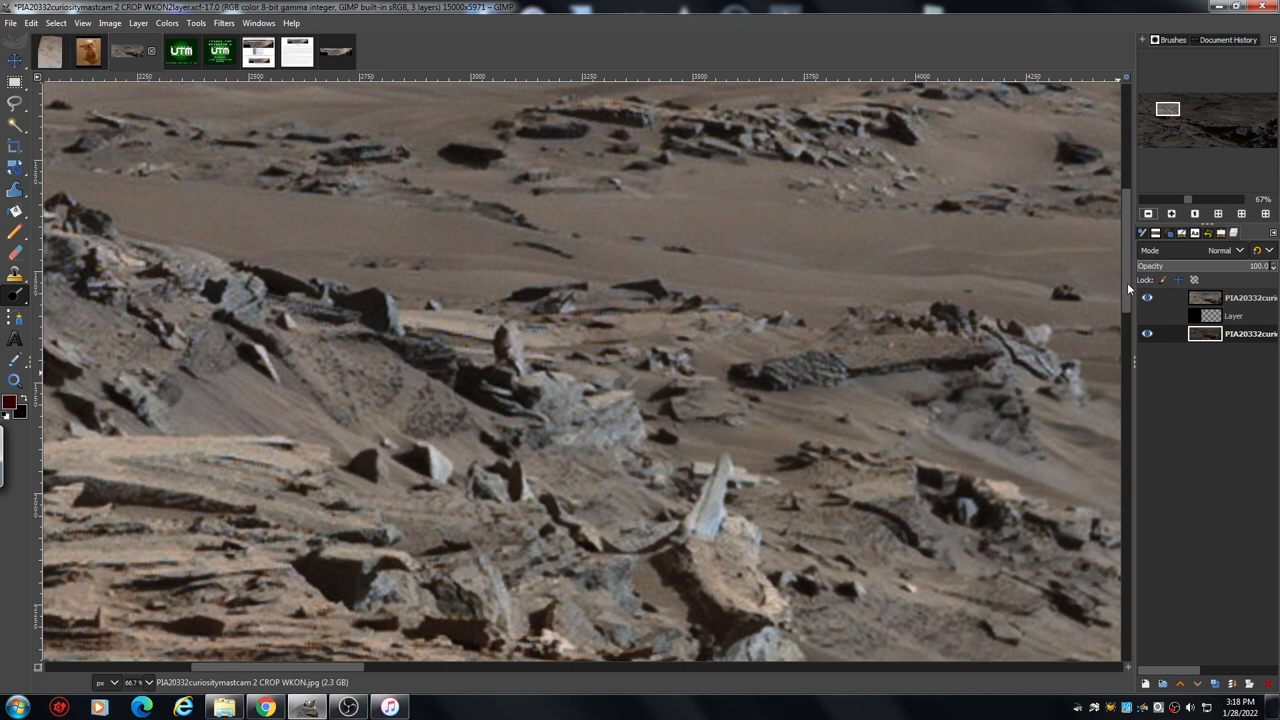 *PIA20332curiositymastcam 2 CROP WKON2layer.xcf-17.0 (RGB color 8-bit gamma integer, GIMP built-in sRGB, 3 layers) 15000x5971 – GIMP
File Edit Select View Image Layer Colors Tools Filters Windows Help
UTM
UTM
Brushes Document History
2250 2500 2750 3000 3250 3500 3750 4000 4250
67%
Mode Normal
Opacity 100.0
Lock:
PIA20332curi
Layer
PIA20332curi
px 66.7 % PIA20332curiositymastcam 2 CROP WKON.jpg (2.3 GB)
3:18 PM
1/28/2022